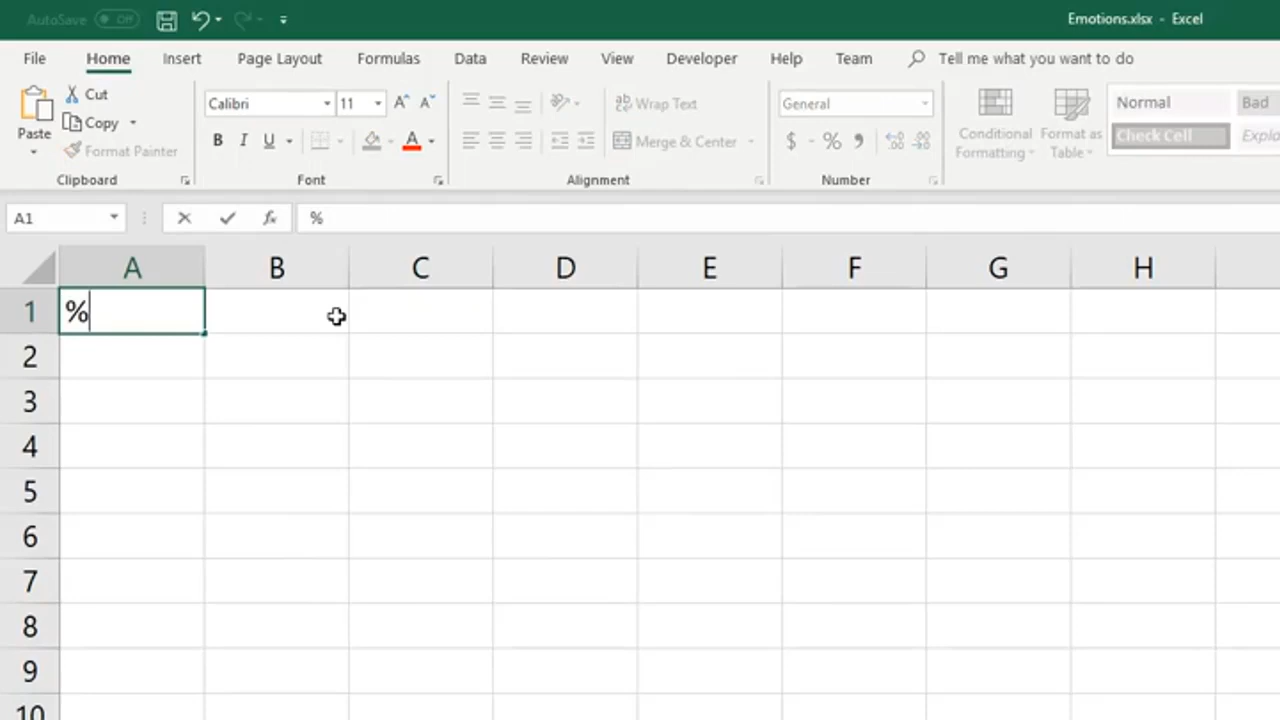 AutoSave Off Emotions.xlsx - Excel
File Home Insert Page Layout Formulas Data Review View Developer Help Team Tell me what you want to do
Cut Calibri 11 A A ab Wrap Text General Normal Bad
Paste Copy B I U A Merge & Center $ % , Conditional Formatting Format as Table Check Cell
Format Painter
Clipboard Font Alignment Number
A1 fx %
A B C D E F G H
1 %
2
3
4
5
6
7
8
9
10